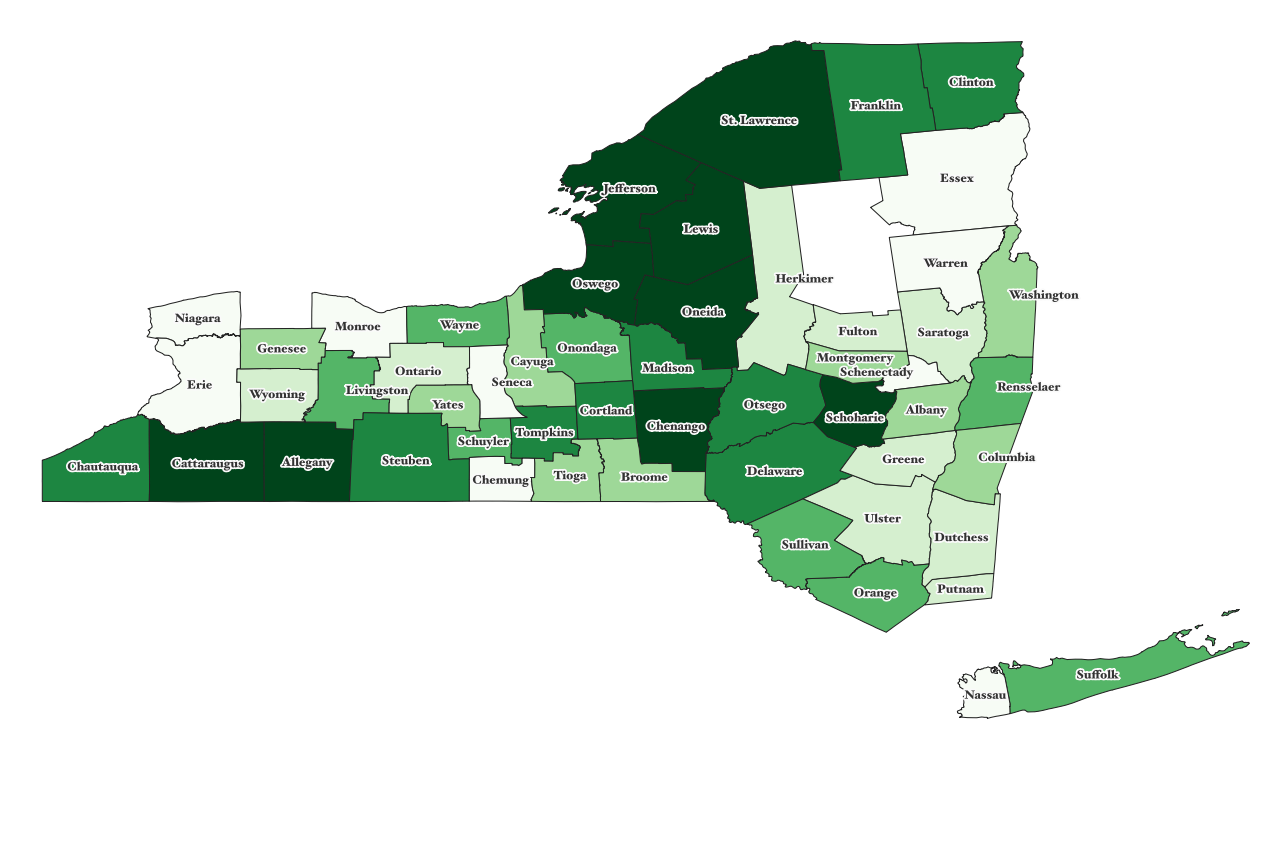 Clinton
Franklin
St. Lawrence
Essex
Jefferson
Lewis
Warren
Herkimer
Oswego
Washington
Oneida
Niagara
Monroe
Wayne
Fulton
Saratoga
Genesee
Onondaga
Montgomery
Cayuga
Madison
Schenectady
Ontario
Erie
Seneca
Rensselaer
Wyoming
Livingston
Yates
Otsego
Cortland
Albany
Schoharie
Chenango
Tompkins
Schuyler
Columbia
Greene
Steuben
Allegany
Cattaraugus
Chautauqua
Delaware
Tioga
Broome
Chemung
Ulster
Dutchess
Sullivan
Putnam
Orange
Suffolk
Nassau